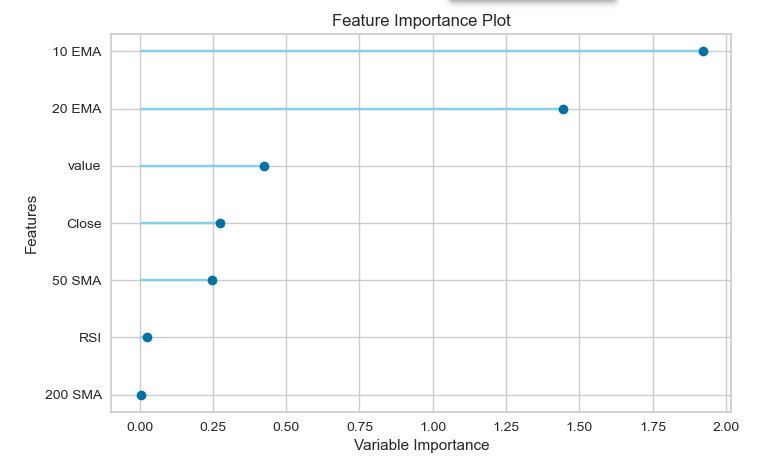 Feature Importance Plot
10 EMA
20 EMA
value
Close
50 SMA
RSI
200 SMA
Features
0.00 0.25 0.50 0.75 1.00 1.25 1.50 1.75 2.00
Variable Importance